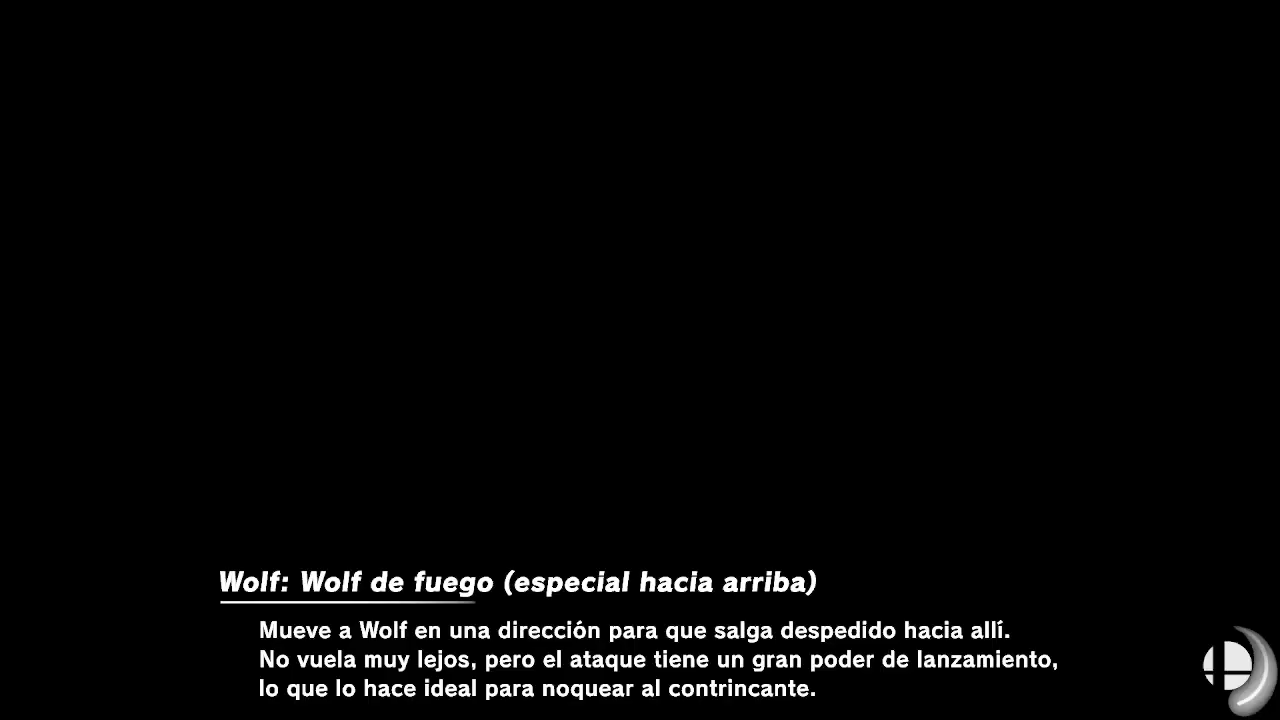 Wolf: Wolf de fuego (especial hacia arriba)
Mueve a Wolf en una dirección para que salga despedido hacia allí.
No vuela muy lejos, pero el ataque tiene un gran poder de lanzamiento,
lo que lo hace ideal para noquear al contrincante.